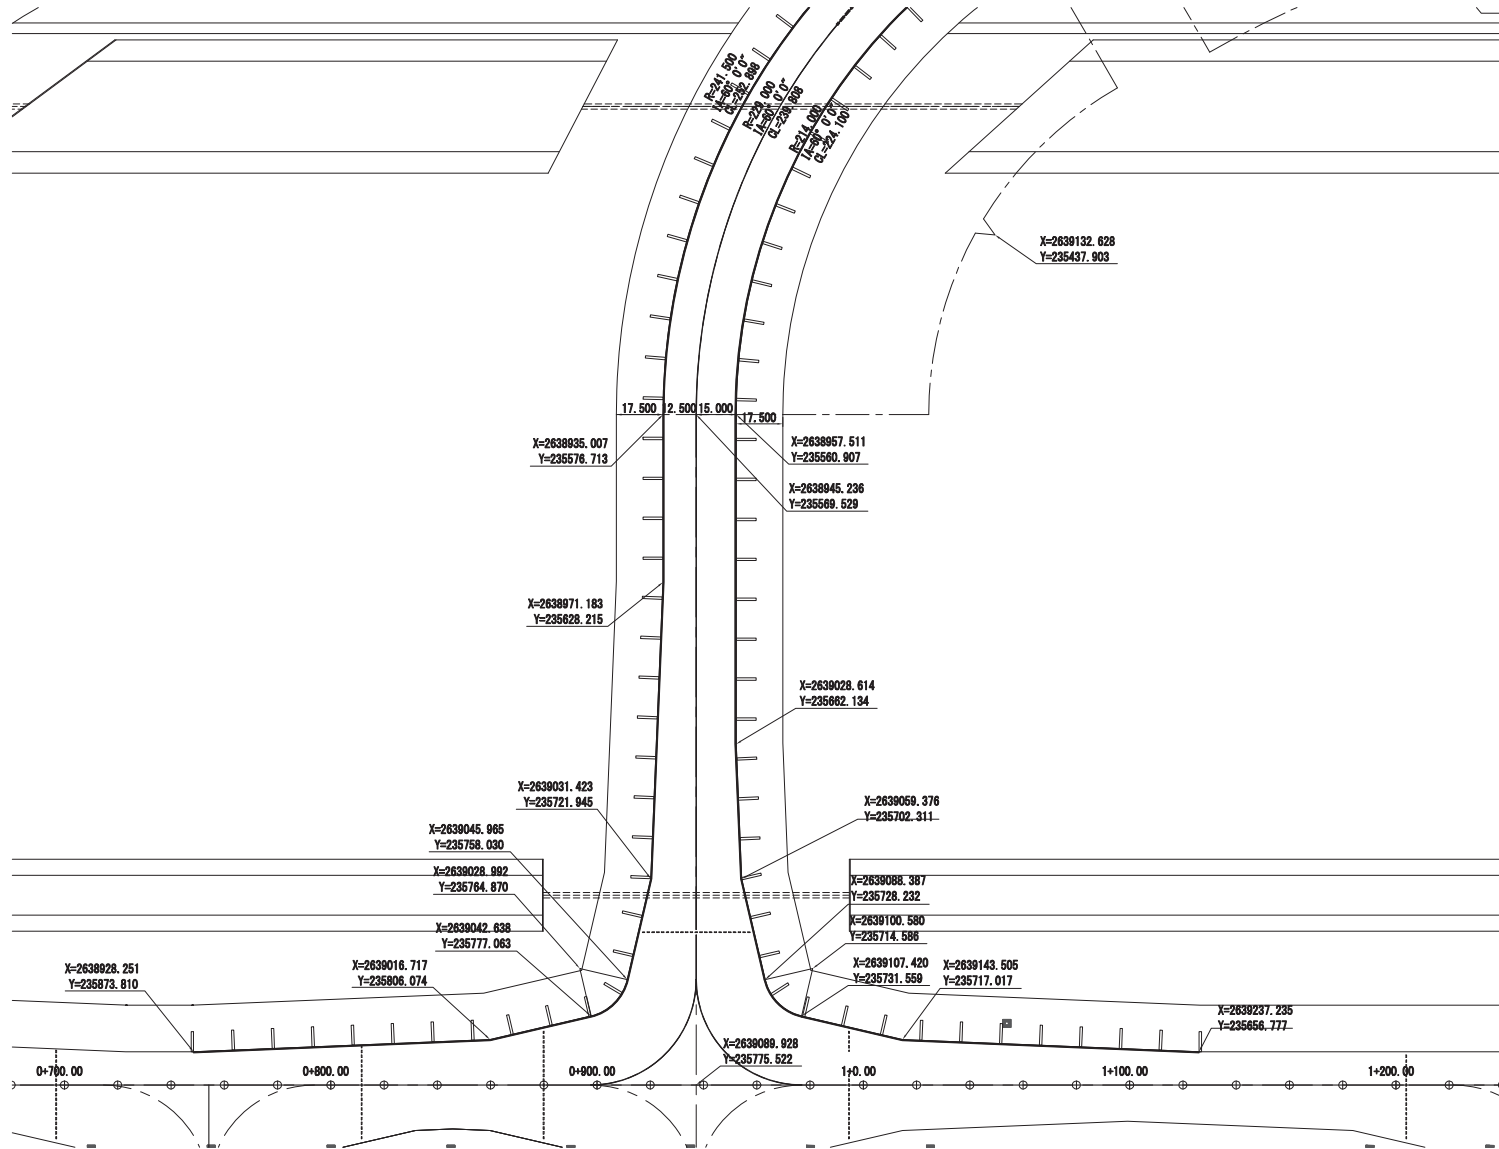 R=241.500
IA=60° 0'0"
CL=252.898
R=229.000
IA=60° 0'0"
CL=239.808
R=214.000
IA=60° 0'0"
CL=224.100
X=2639132.628
Y=235437.903
17.500
12.500
15.000
17.500
X=2638935.007
Y=235576.713
X=2638957.511
Y=235560.907
X=2638945.236
Y=235569.529
X=2638971.183
Y=235628.215
X=2639028.614
Y=235662.134
X=2639031.423
Y=235721.945
X=2639059.376
Y=235702.311
X=2639045.965
Y=235758.030
X=2639028.992
Y=235764.870
X=2639088.387
Y=235728.232
X=2639042.638
Y=235777.063
X=2639100.580
Y=235714.586
X=2638928.251
Y=235873.810
X=2639016.717
Y=235806.074
X=2639107.420
Y=235731.559
X=2639143.505
Y=235717.017
X=2639237.235
Y=235656.777
X=2639089.928
Y=235775.522
0+700.00
0+800.00
0+900.00
1+0.00
1+100.00
1+200.00